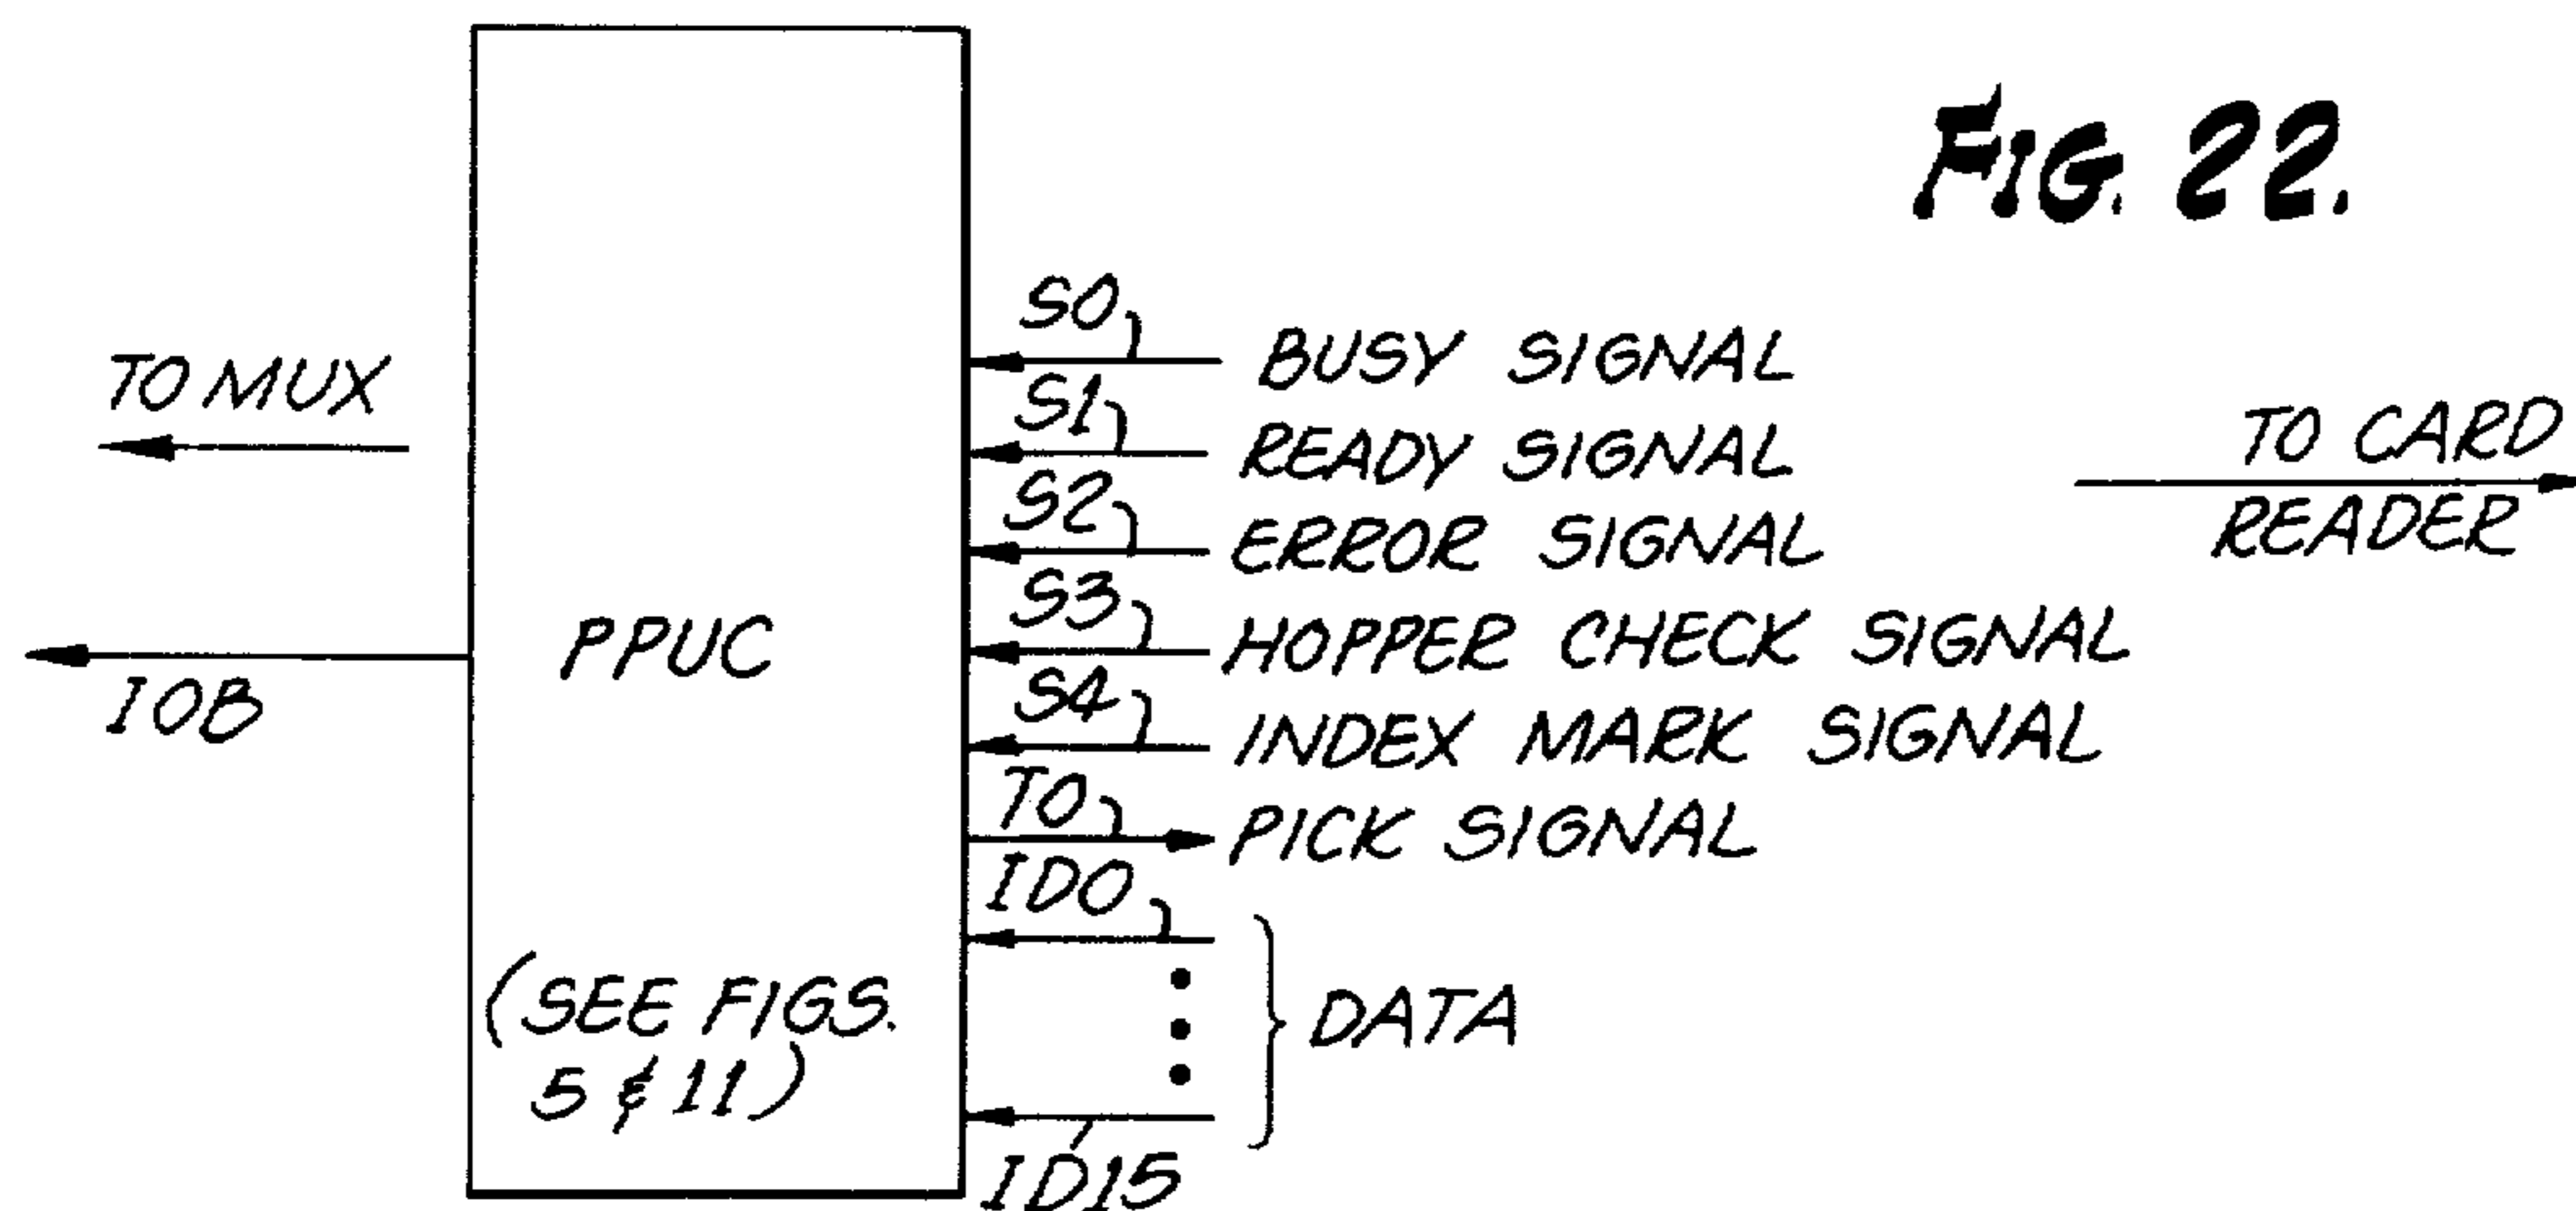 FIG. 22.
TO MUX
IOB
PPUC
(SEE FIGS.
5 & 11)
S0
BUSY SIGNAL
S1
READY SIGNAL
S2
ERROR SIGNAL
S3
HOPPER CHECK SIGNAL
S4
INDEX MARK SIGNAL
T0
PICK SIGNAL
ID0
DATA
ID15
TO CARD
READER